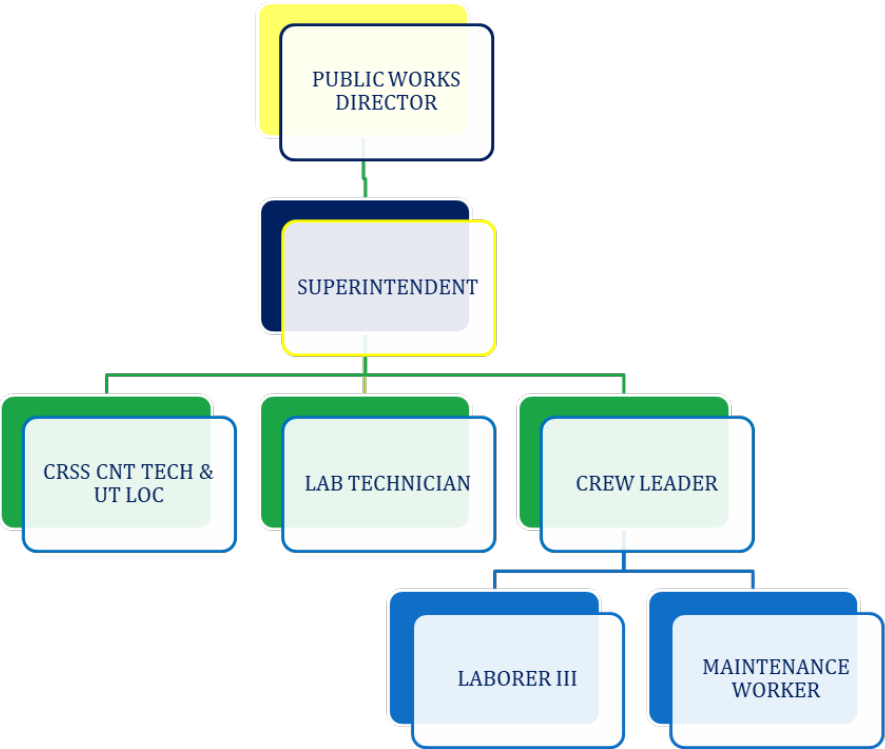 PUBLIC WORKS
DIRECTOR
SUPERINTENDENT
CRSS CNT TECH &
UT LOC
LAB TECHNICIAN
CREW LEADER
LABORER III
MAINTENANCE
WORKER